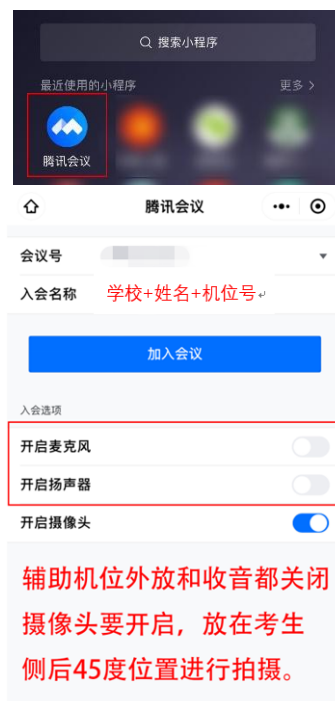 搜索小程序
最近使用的小程序 更多
腾讯会议
腾讯会议
会议号
入会名称 学校+姓名+机位号
加入会议
入会选项
开启麦克风
开启扬声器
开启摄像头
辅助机位外放和收音都关闭
摄像头要开启，放在考生
侧后45度位置进行拍摄。